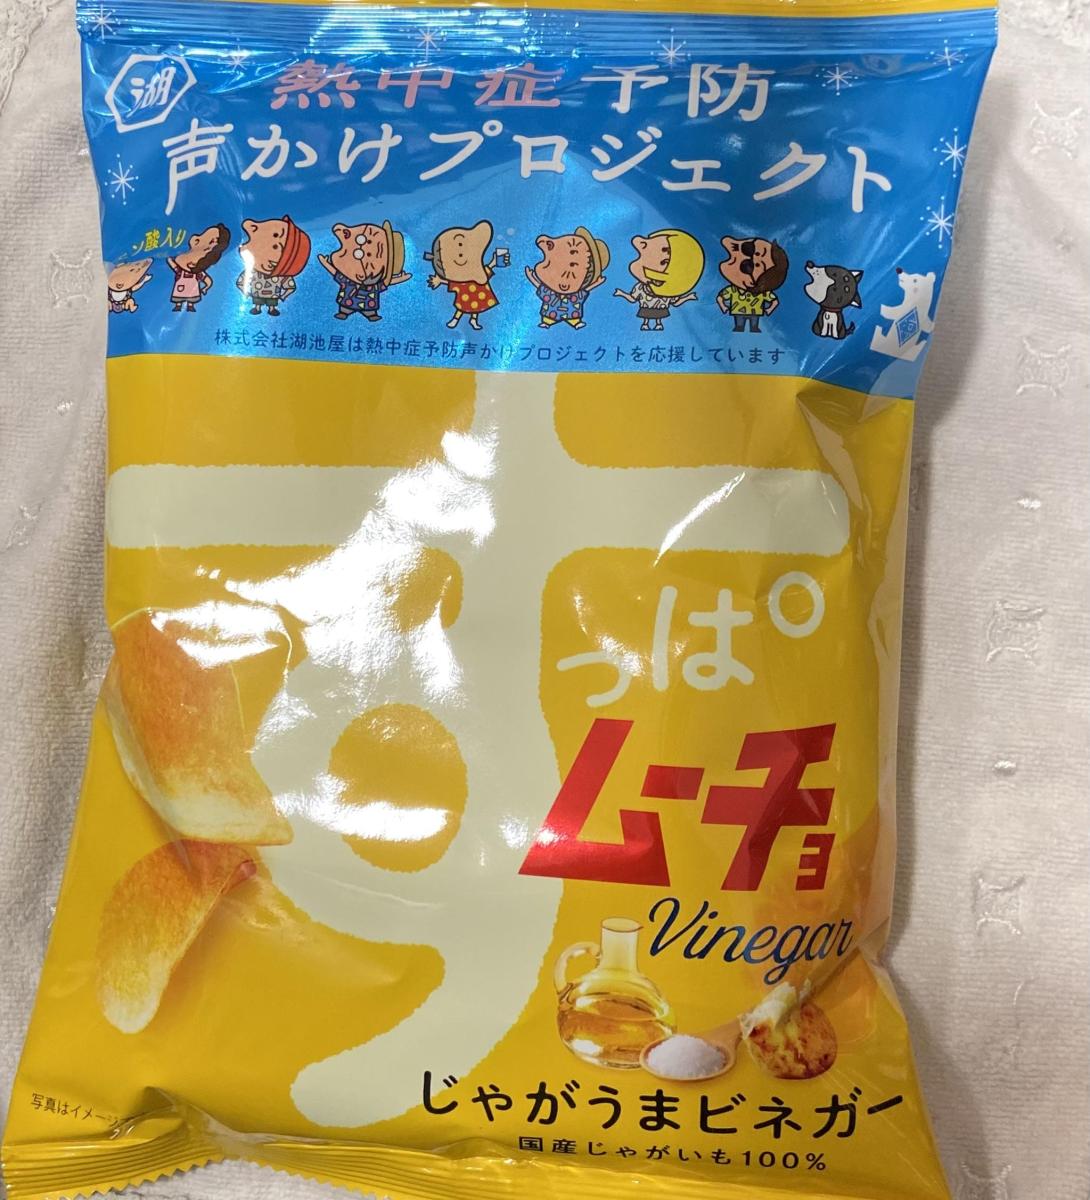 湖
熱中症予防
声かけプロジェクト
ン酸入り
株式会社湖池屋は熱中症予防声かけプロジェクトを応援しています
すっぱ
ムーチョ
Vinegar
じゃがうまビネガー
国産じゃがいも100%
写真はイメージ